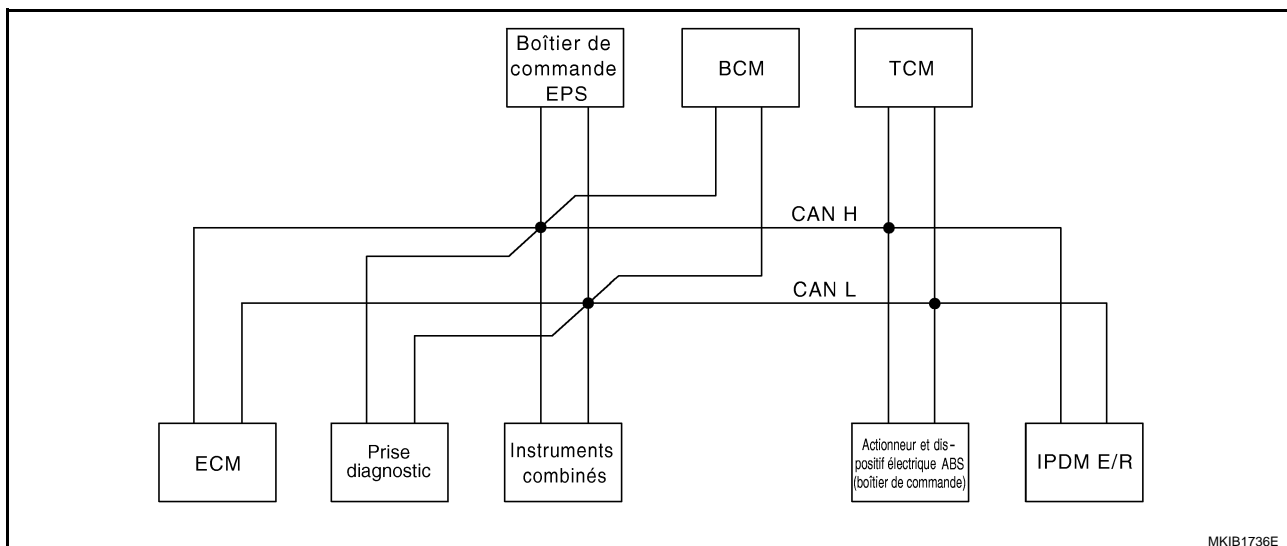 Boîtier de
commande
EPS
BCM
TCM
CAN H
CAN L
ECM
Prise
diagnostic
Instruments
combinés
Actionneur et dis-
positif électrique ABS
(boîtier de commande)
IPDM E/R
MKIB1736E